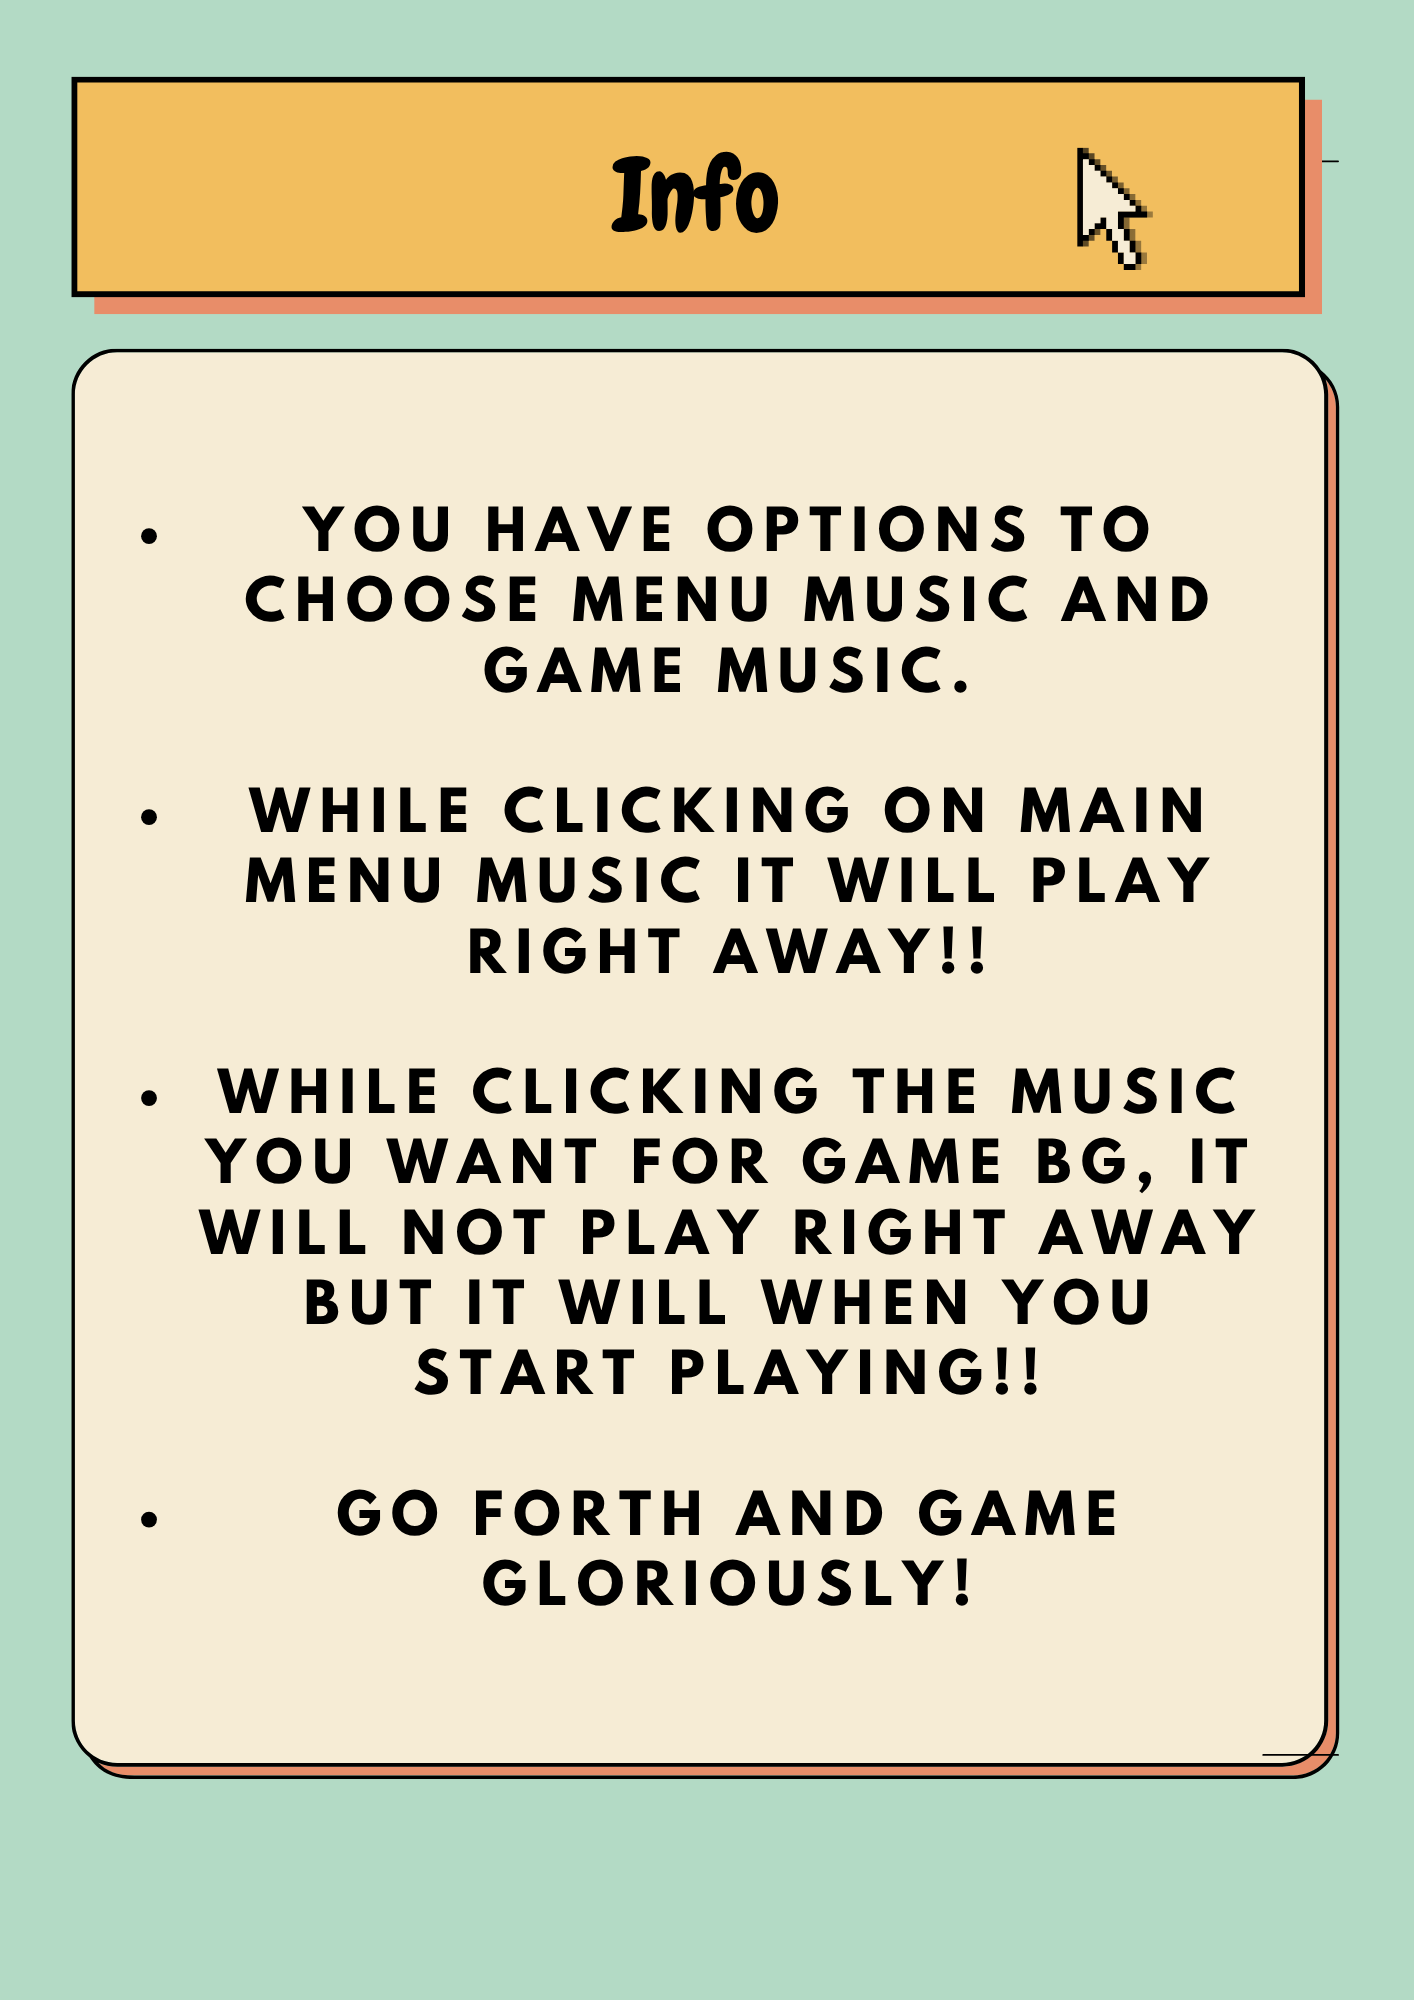 Info
• YOU HAVE OPTIONS TO
CHOOSE MENU MUSIC AND
GAME MUSIC.
• WHILE CLICKING ON MAIN
MENU MUSIC IT WILL PLAY
RIGHT AWAY!!
• WHILE CLICKING THE MUSIC
YOU WANT FOR GAME BG, IT
WILL NOT PLAY RIGHT AWAY
BUT IT WILL WHEN YOU
START PLAYING!!
• GO FORTH AND GAME
GLORIOUSLY!